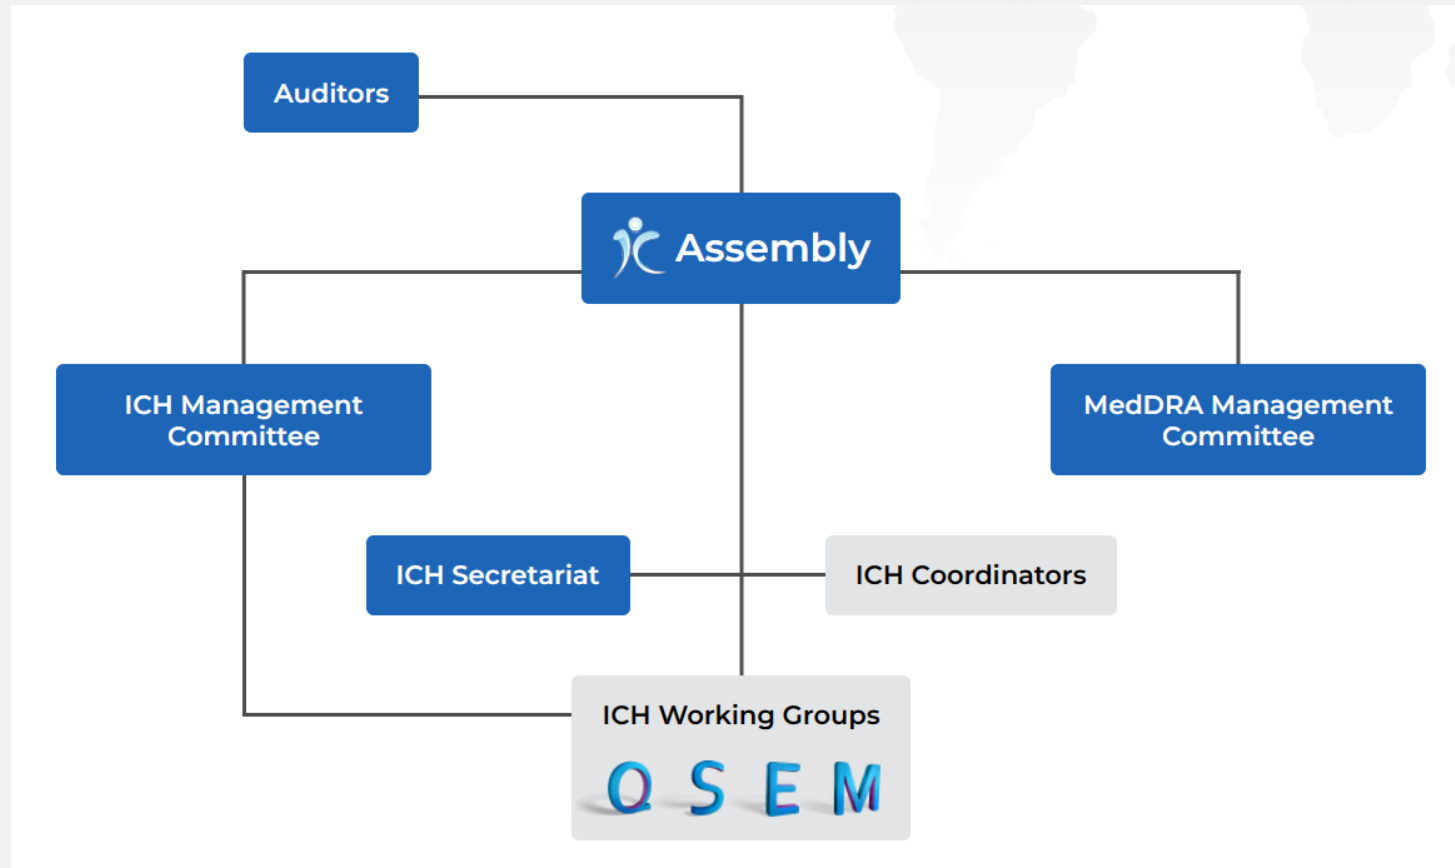 Auditors
Assembly
ICH Management
Committee
MedDRA Management
Committee
ICH Secretariat
ICH Coordinators
ICH Working Groups
Q S E M